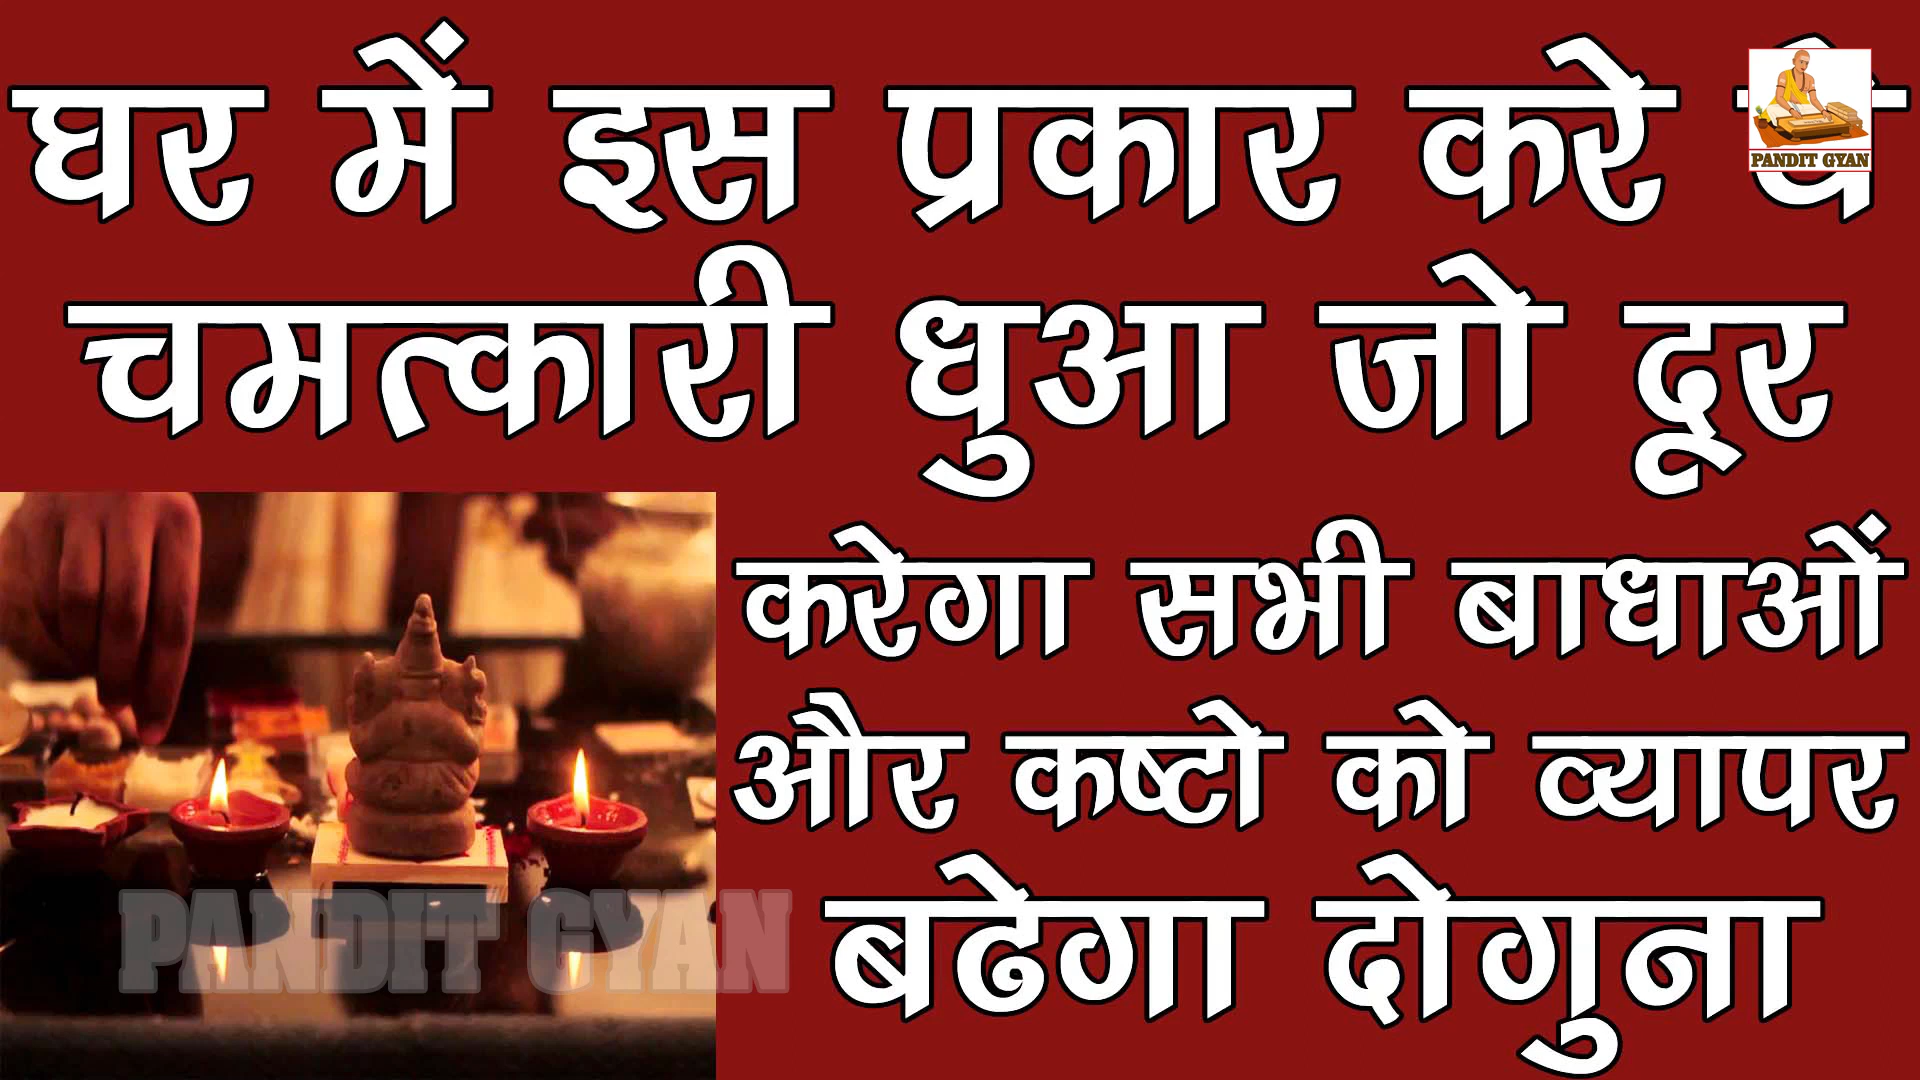 घर में इस प्रकार करे ये
चमत्कारी धुआ जो दूर
करेगा सभी बाधाओं
और कष्टो को व्यापर
बढेगा दोगुना
PANDIT GYAN
PANDIT GYAN